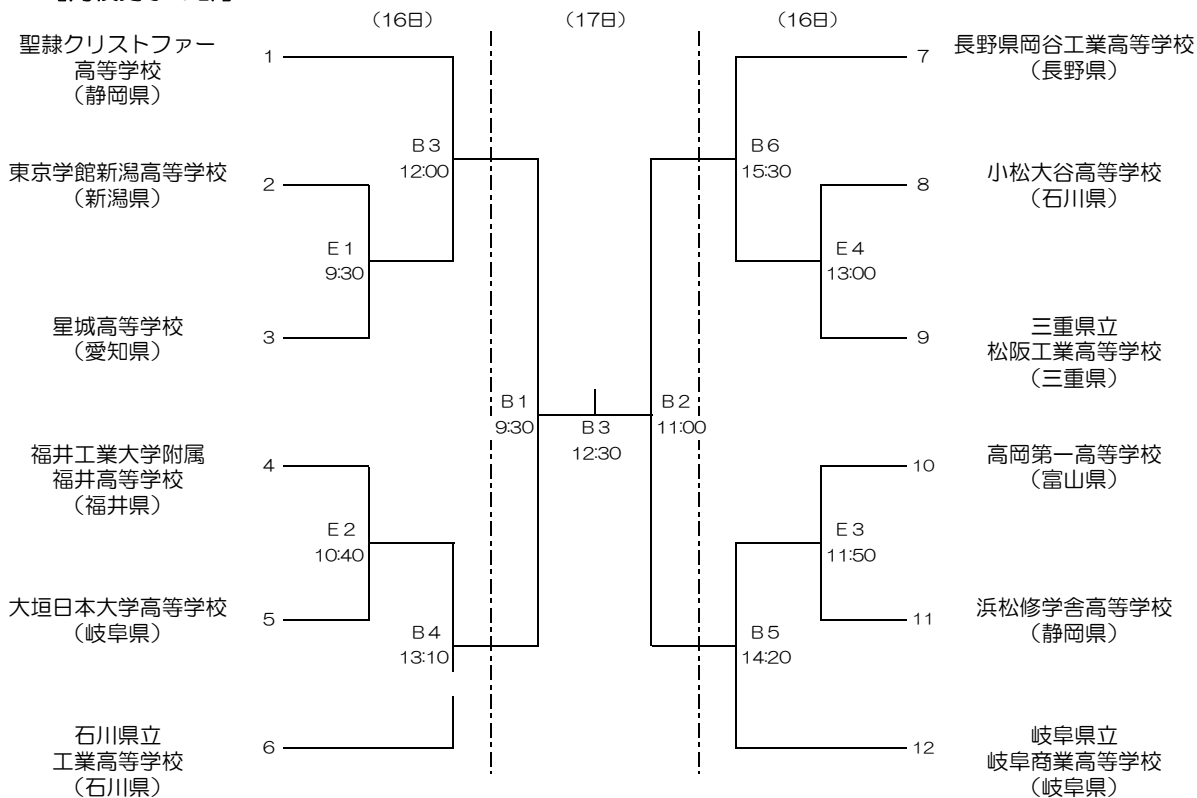 （16日）
（17日）
（16日）
聖隷クリストファー
高等学校
（静岡県）
1
東京学館新潟高等学校
（新潟県）
2
星城高等学校
（愛知県）
3
福井工業大学附属
福井高等学校
（福井県）
4
大垣日本大学高等学校
（岐阜県）
5
石川県立
工業高等学校
（石川県）
6
B3
12:00
E1
9:30
E2
10:40
B4
13:10
B1
9:30
B3
12:30
B2
11:00
B6
15:30
E4
13:00
E3
11:50
B5
14:20
7
長野県岡谷工業高等学校
（長野県）
8
小松大谷高等学校
（石川県）
9
三重県立
松阪工業高等学校
（三重県）
10
高岡第一高等学校
（富山県）
11
浜松修学舎高等学校
（静岡県）
12
岐阜県立
岐阜商業高等学校
（岐阜県）